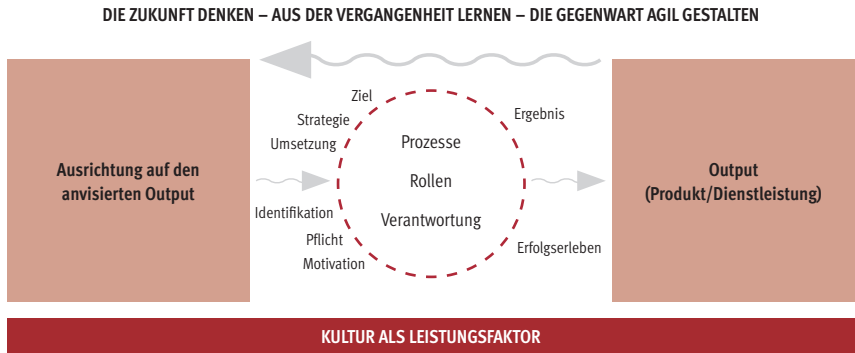 DIE ZUKUNFT DENKEN – AUS DER VERGANGENHEIT LERNEN – DIE GEGENWART AGIL GESTALTEN
Ausrichtung auf den
anvisierten Output
Ziel
Strategie
Umsetzung
Identifikation
Pflicht
Motivation
Prozesse
Rollen
Verantwortung
Ergebnis
Erfolgserleben
Output
(Produkt/Dienstleistung)
KULTUR ALS LEISTUNGSFAKTOR